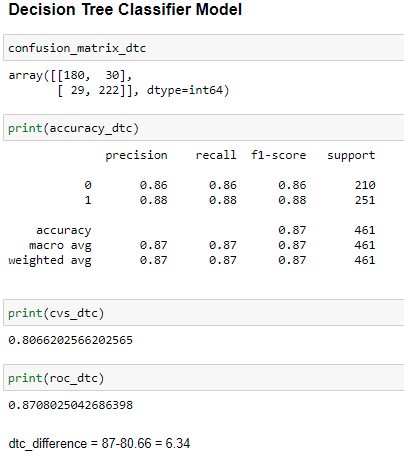 Decision Tree Classifier Model
confusion_matrix_dtc
array([[180,  30],
       [ 29, 222]], dtype=int64)
print(accuracy_dtc)
              precision    recall  f1-score   support
           0       0.86      0.86      0.86       210
           1       0.88      0.88      0.88       251
    accuracy                           0.87       461
   macro avg       0.87      0.87      0.87       461
weighted avg       0.87      0.87      0.87       461
print(cvs_dtc)
0.8066202566202565
print(roc_dtc)
0.8708025042686398
dtc_difference = 87-80.66 = 6.34